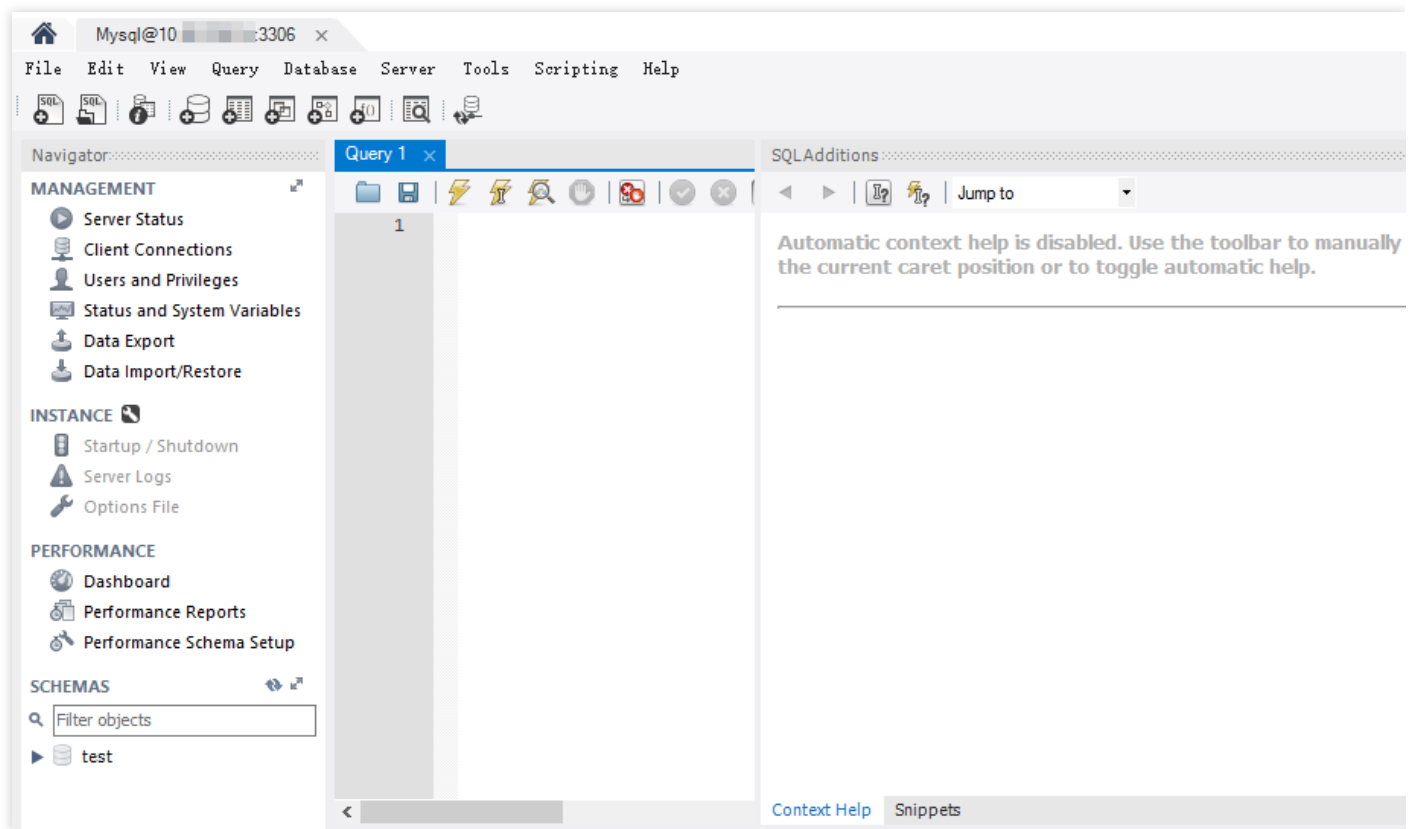 Mysql@10 :3306
File Edit View Query Database Server Tools Scripting Help
Navigator
MANAGEMENT
Server Status
Client Connections
Users and Privileges
Status and System Variables
Data Export
Data Import/Restore
INSTANCE
Startup / Shutdown
Server Logs
Options File
PERFORMANCE
Dashboard
Performance Reports
Performance Schema Setup
SCHEMAS
Filter objects
test
Query 1
1
SQLAdditions
Jump to
Automatic context help is disabled. Use the toolbar to manually
the current caret position or to toggle automatic help.
Context Help Snippets